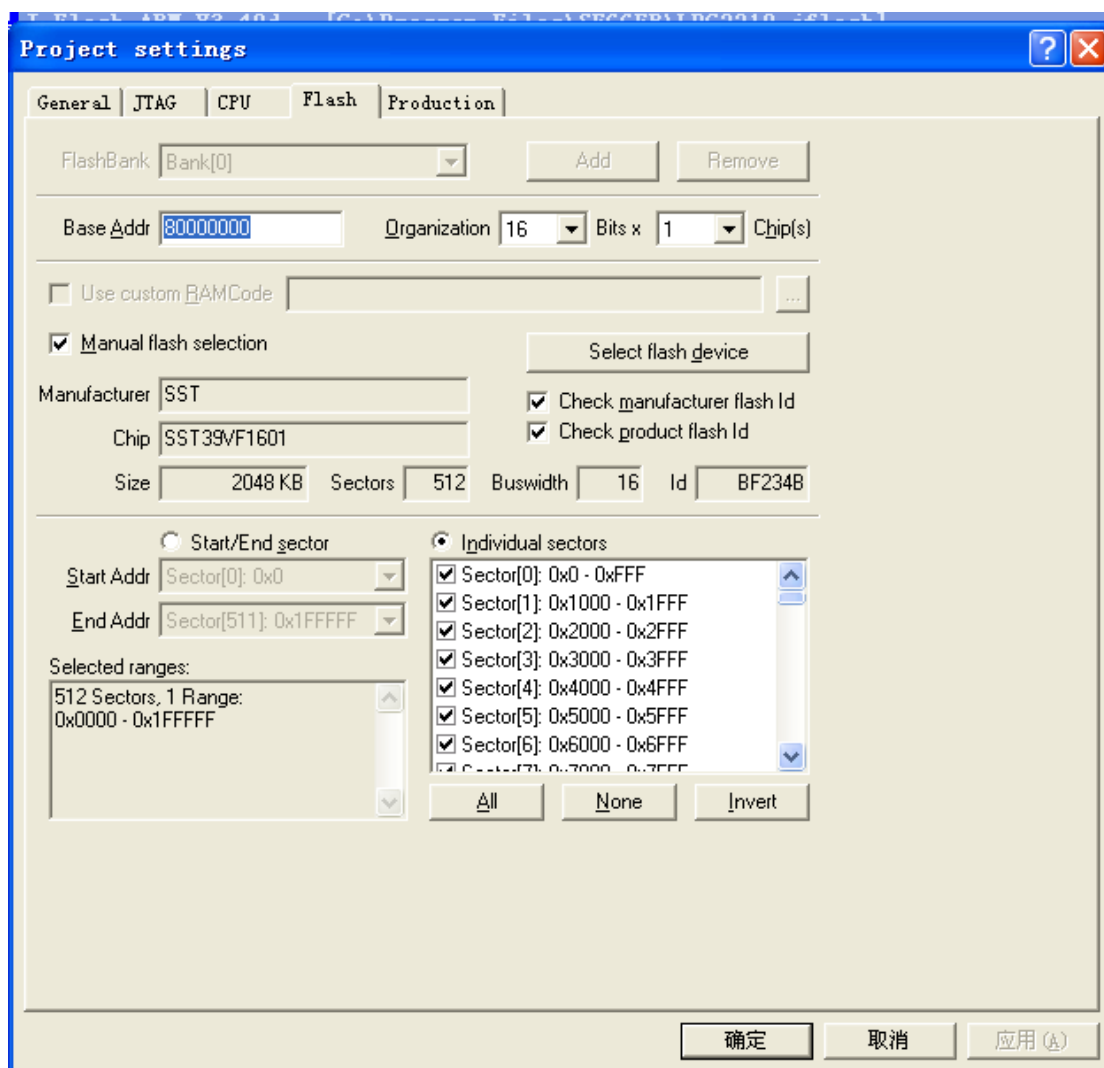 Project settings
General JTAG CPU Flash Production
FlashBank Bank[0] Add Remove
Base Addr 80000000 Organization 16 Bits x 1 Chip(s)
Use custom RAMCode ...
Manual flash selection Select flash device
Manufacturer SST Check manufacturer flash Id
Chip SST39VF1601 Check product flash Id
Size 2048 KB Sectors 512 Buswidth 16 Id BF234B
Start/End sector Individual sectors
Start Addr Sector[0]: 0x0
End Addr Sector[511]: 0x1FFFFF
Selected ranges:
512 Sectors, 1 Range:
0x0000 - 0x1FFFFF
Sector[0]: 0x0 - 0xFFF
Sector[1]: 0x1000 - 0x1FFF
Sector[2]: 0x2000 - 0x2FFF
Sector[3]: 0x3000 - 0x3FFF
Sector[4]: 0x4000 - 0x4FFF
Sector[5]: 0x5000 - 0x5FFF
Sector[6]: 0x6000 - 0x6FFF
All None Invert
确定 取消 应用(A)